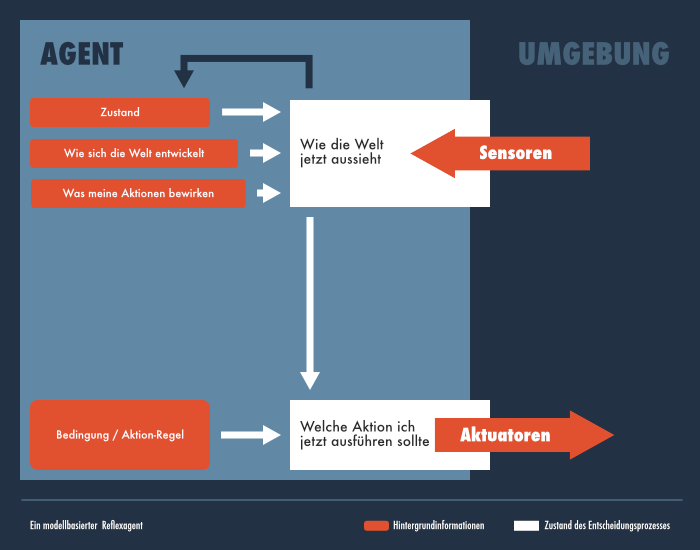 AGENT
UMGEBUNG
Zustand
Wie sich die Welt entwickelt
Was meine Aktionen bewirken
Wie die Welt
jetzt aussieht
Sensoren
Bedingung / Aktion-Regel
Welche Aktion ich
jetzt ausführen sollte
Aktuatoren
Ein modellbasierter Reflexagent
Hintergrundinformationen
Zustand des Entscheidungsprozesses